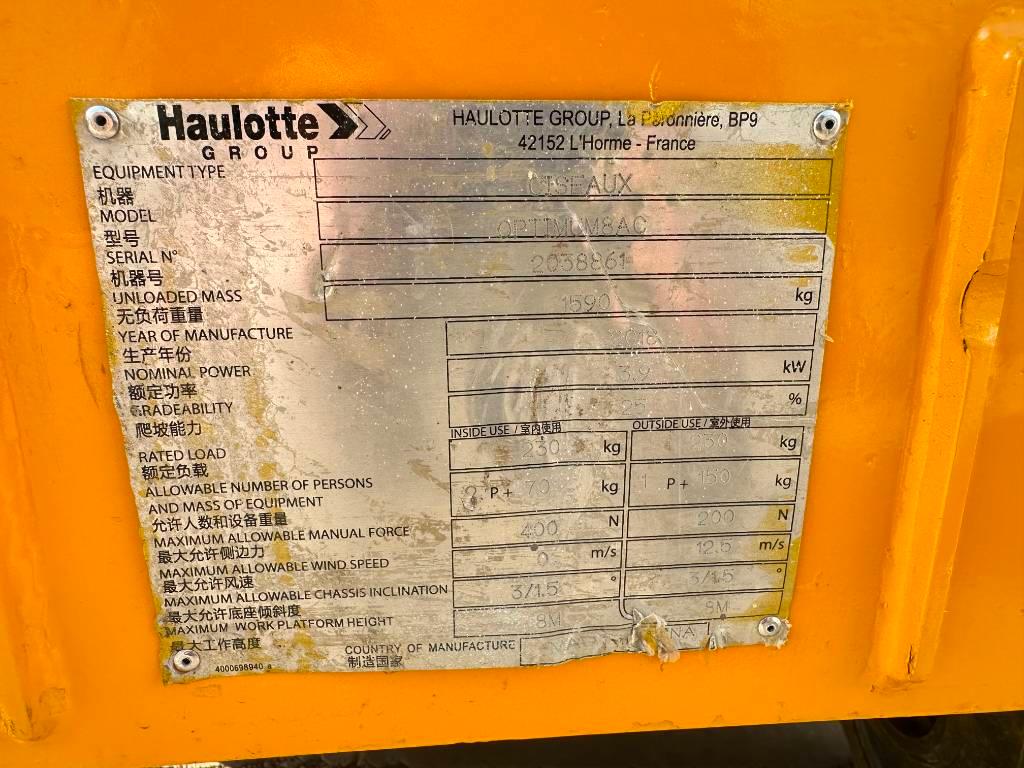 Haulotte
GROUP
HAULOTTE GROUP, La Péronnière, BP9
42152 L'Horme - France
EQUIPMENT TYPE CISEAUX
机器
MODEL OPTIMUM8AC
型号
SERIAL N° 2038861
机器号
UNLOADED MASS 1590 kg
无负荷重量
YEAR OF MANUFACTURE
生产年份
NOMINAL POWER 3.9 kW
额定功率
GRADEABILITY 25 %
爬坡能力
INSIDE USE / 室内使用 OUTSIDE USE / 室外使用
RATED LOAD 230 kg 230 kg
额定负载
ALLOWABLE NUMBER OF PERSONS
AND MASS OF EQUIPMENT 2 P + 70 kg 1 P + 150 kg
允许人数和设备重量
MAXIMUM ALLOWABLE MANUAL FORCE 400 N 200 N
最大允许侧边力
MAXIMUM ALLOWABLE WIND SPEED 0 m/s 12.5 m/s
最大允许风速
MAXIMUM ALLOWABLE CHASSIS INCLINATION 3/1.5 ° 3/1.5 °
最大允许底座倾斜度
MAXIMUM WORK PLATFORM HEIGHT 8M 8M
最大工作高度
COUNTRY OF MANUFACTURE
制造国家
4000698940 a